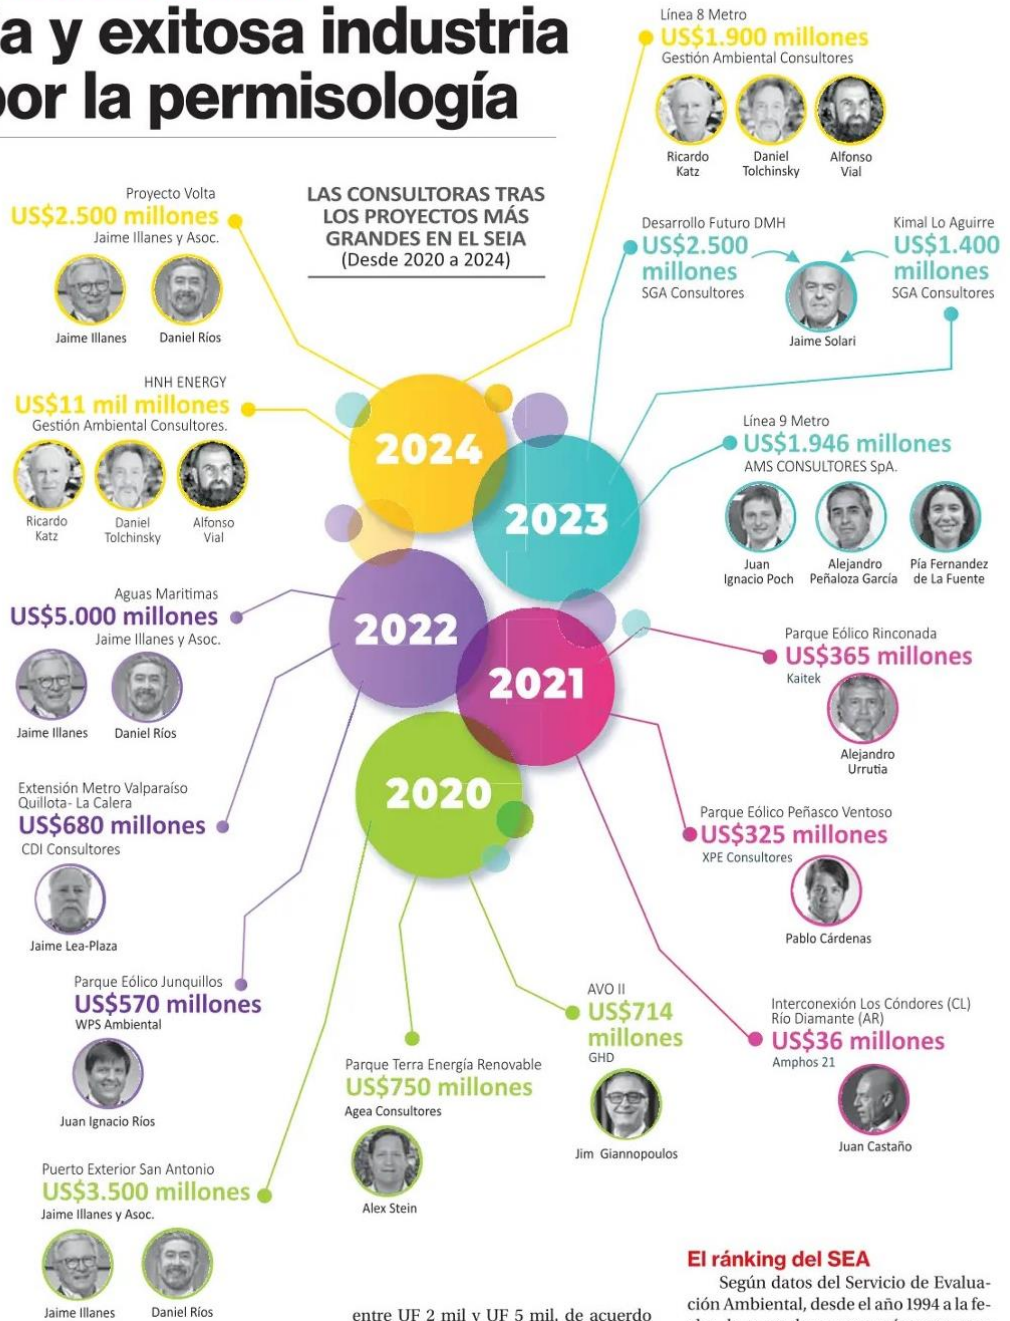 a y exitosa industria
por la permisología
LAS CONSULTORAS TRAS
LOS PROYECTOS MÁS
GRANDES EN EL SEIA
(Desde 2020 a 2024)
Línea 8 Metro
US$1.900 millones
Gestión Ambiental Consultores
Ricardo
Katz
Daniel
Tolchinsky
Alfonso
Vial
Proyecto Volta
US$2.500 millones
Jaime Illanes y Asoc.
Jaime Illanes
Daniel Ríos
HNH ENERGY
US$11 mil millones
Gestión Ambiental Consultores.
Ricardo
Katz
Daniel
Tolchinsky
Alfonso
Vial
2024
Desarrollo Futuro DMH
US$2.500
millones
SGA Consultores
Kimal Lo Aguirre
US$1.400
millones
SGA Consultores
Jaime Solari
Línea 9 Metro
US$1.946 millones
AMS CONSULTORES SpA.
Juan
Ignacio Poch
Alejandro
Peñaloza García
Pía Fernandez
de La Fuente
2023
Aguas Maritimas
US$5.000 millones
Jaime Illanes y Asoc.
Jaime Illanes
Daniel Ríos
Extensión Metro Valparaíso
Quillota- La Calera
US$680 millones
CDI Consultores
Jaime Lea-Plaza
Parque Eólico Junquillos
US$570 millones
WPS Ambiental
Juan Ignacio Ríos
2022
2021
Parque Eólico Rinconada
US$365 millones
Kaitek
Alejandro
Urrutia
Parque Eólico Peñasco Ventoso
US$325 millones
XPE Consultores
Pablo Cárdenas
Interconexión Los Cóndores (CL)
Río Diamante (AR)
US$36 millones
Amphos 21
Juan Castaño
2020
AVO II
US$714
millones
GHD
Jim Giannopoulos
Parque Terra Energía Renovable
US$750 millones
Agea Consultores
Alex Stein
Puerto Exterior San Antonio
US$3.500 millones
Jaime Illanes y Asoc.
Jaime Illanes
Daniel Ríos
entre UF 2 mil y UF 5 mil, de acuerdo
El ránking del SEA
Según datos del Servicio de Evalua-
ción Ambiental, desde el año 1994 a la fe-